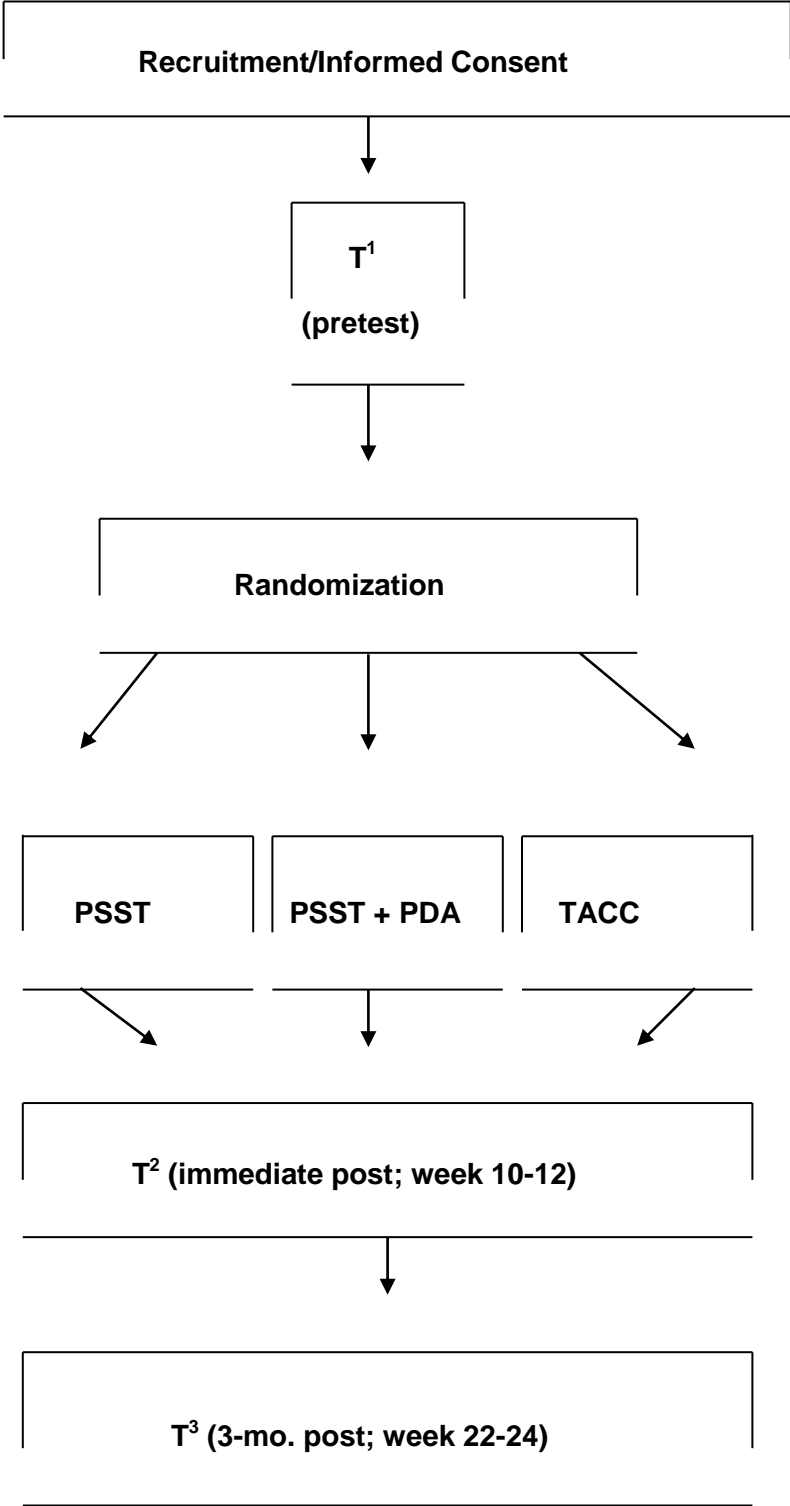 Recruitment/Informed Consent
T¹
(pretest)
Randomization
PSST
PSST + PDA
TACC
T² (immediate post; week 10-12)
T³ (3-mo. post; week 22-24)